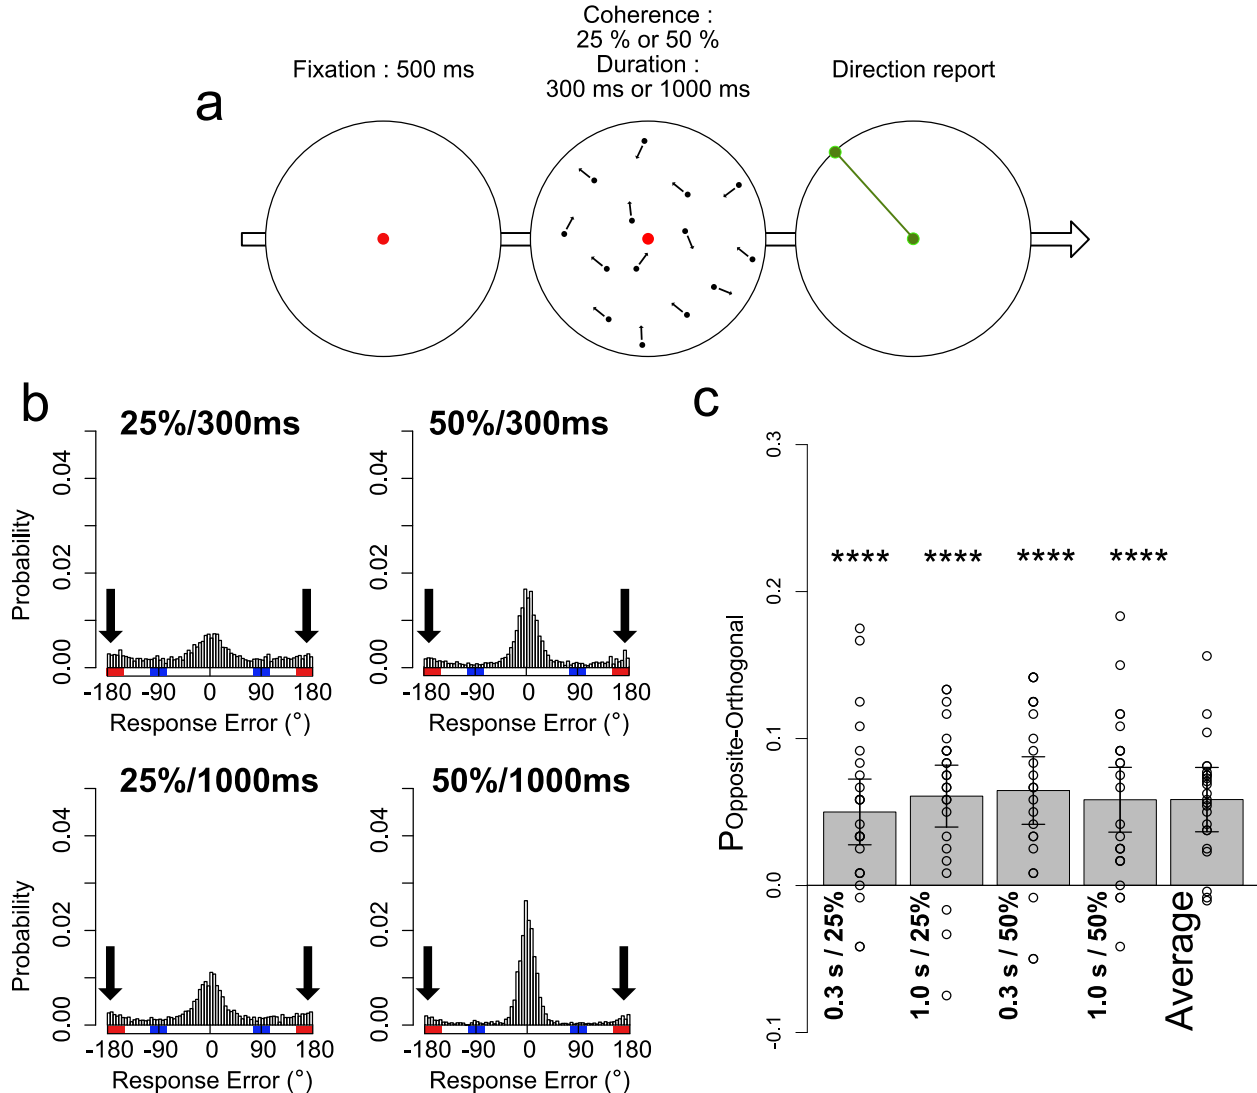 Coherence :
25 % or 50 %
Fixation : 500 ms
Duration :
300 ms or 1000 ms
Direction report
a
b
25%/300ms
Probability
0.00 0.02 0.04
-180 -90 0 90 180
Response Error (°)
50%/300ms
0.00 0.02 0.04
-180 -90 0 90 180
Response Error (°)
25%/1000ms
Probability
0.00 0.02 0.04
-180 -90 0 90 180
Response Error (°)
50%/1000ms
0.00 0.02 0.04
-180 -90 0 90 180
Response Error (°)
c
POpposite-Orthogonal
-0.1 0.0 0.1 0.2 0.3
**** **** **** ****
0.3 s / 25%
1.0 s / 25%
0.3 s / 50%
1.0 s / 50%
Average